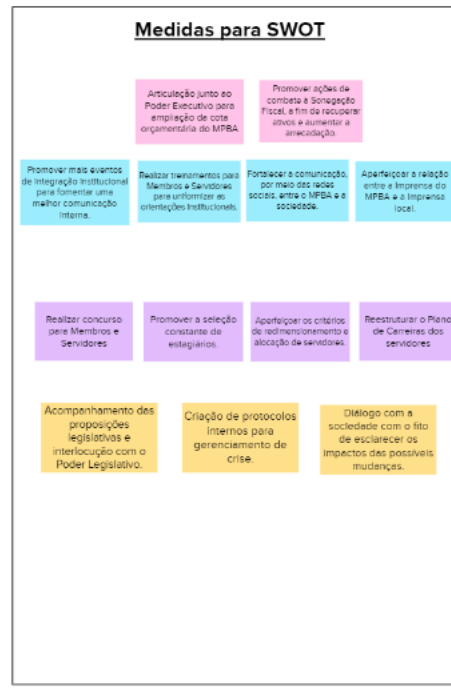 Medidas para SWOT
Articulação junto ao
Poder Executivo para
ampliação de cota
orçamentária do MPBA
Promover ações de
combate à Sonegação
Fiscal, a fim de recuperar
ativos e aumentar a
arrecadação.
Promover mais eventos
de Integração Institucional
para fomentar uma
melhor comunicação
Interna.
Realizar treinamentos para
Membros e Servidores
para uniformizar as
orientações Institucionais.
Fortalecer a comunicação,
por meio das redes
sociais, entre o MPBA e a
sociedade.
Aperfeiçoar a relação
entre a Imprensa do
MPBA e a Imprensa
local.
Realizar concurso
para Membros e
Servidores
Promover a seleção
constante de
estagiários.
Aperfeiçoar os critérios
de redimensionamento e
alocação de servidores.
Reestruturar o Plano
de Carreiras dos
servidores
Acompanhamento das
proposições
legislativas e
interlocução com o
Poder Legislativo.
Criação de protocolos
internos para
gerenciamento de
crise.
Diálogo com a
sociedade com o fito
de esclarecer os
impactos das possíveis
mudanças.